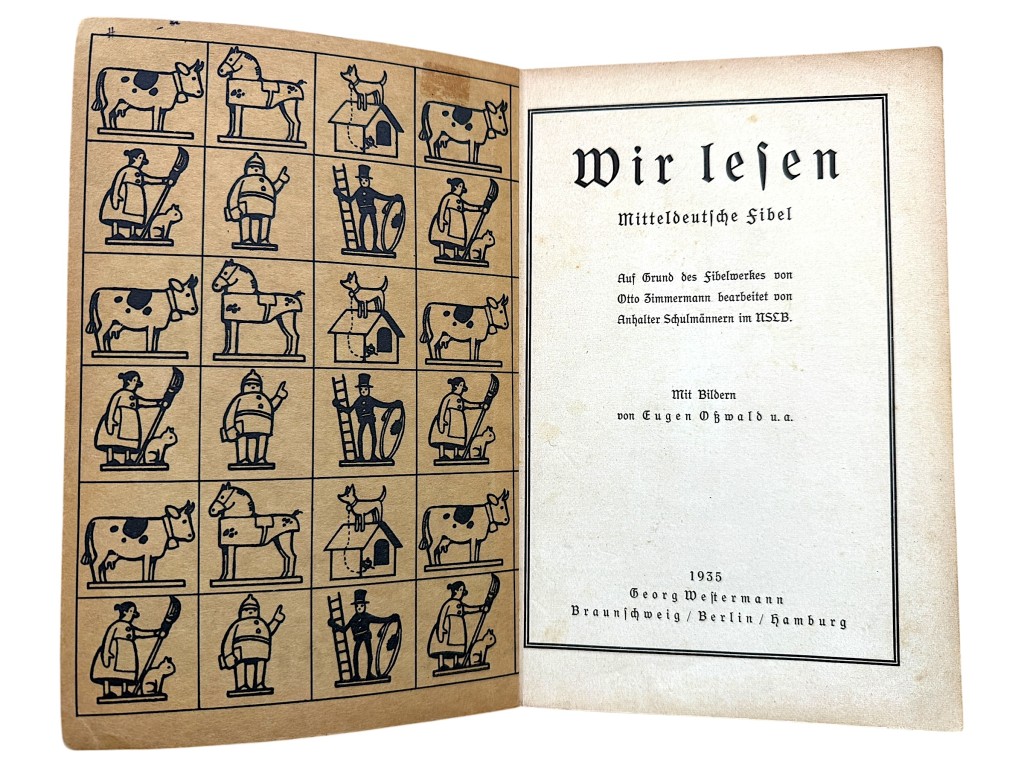 Wir leſen
Mitteldeutſche Fibel
Auf Grund des Fibelwerkes von
Otto Zimmermann bearbeitet von
Anhalter Schulmännern im NSLB.
Mit Bildern
von Eugen Oßwald u. a.
1935
Georg Weſtermann
Braunſchweig / Berlin / Hamburg